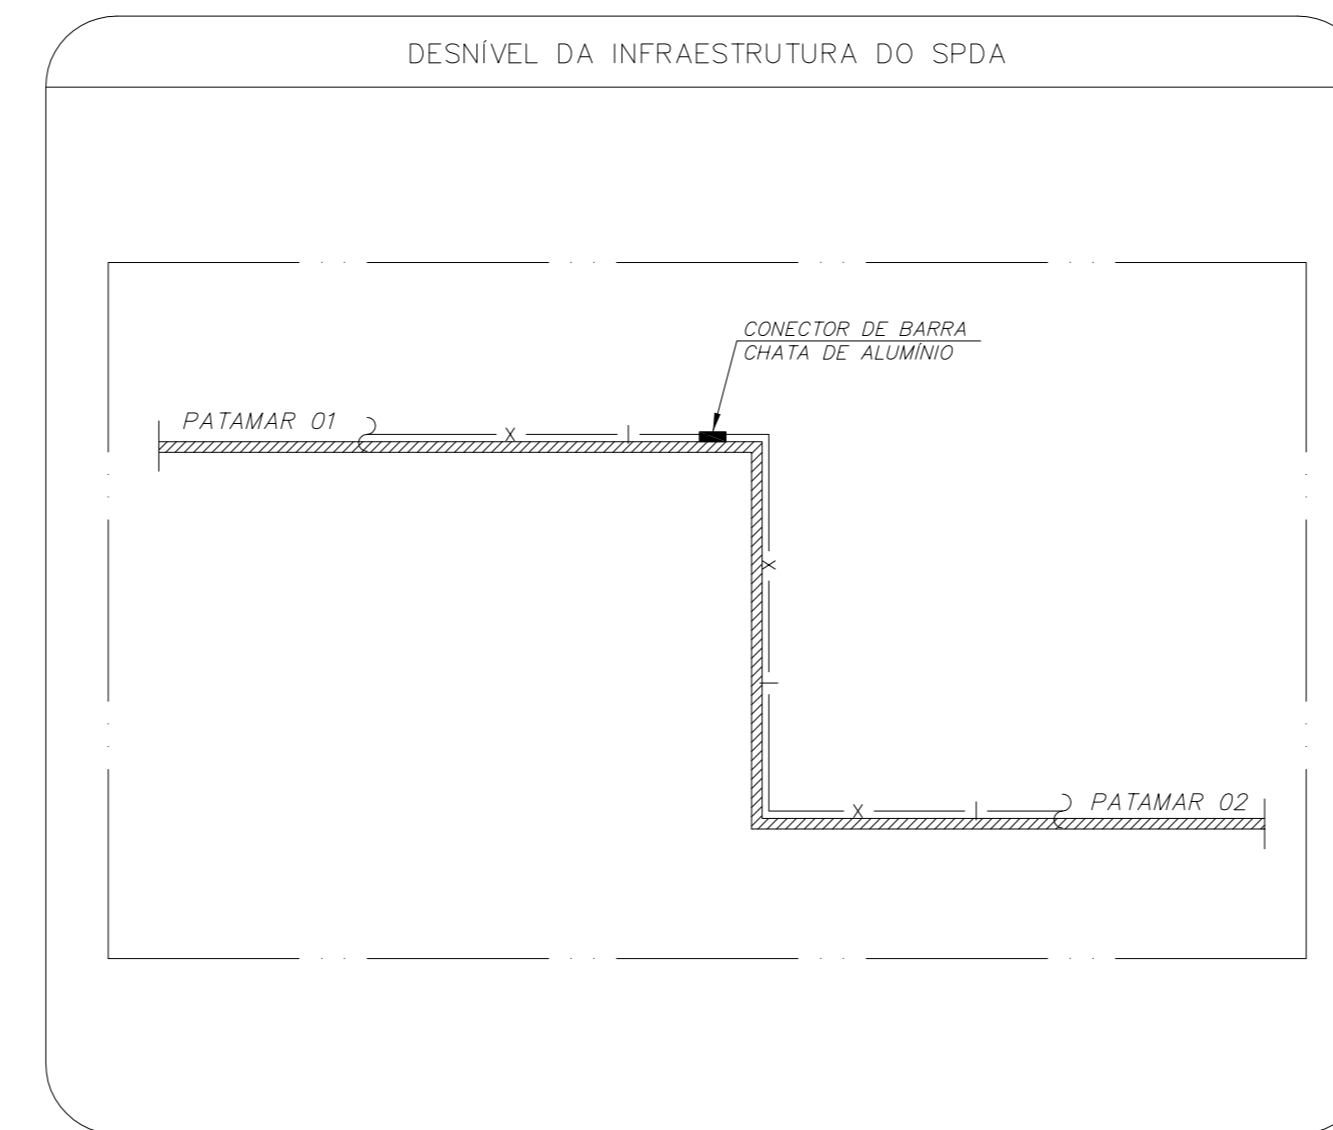 DESNÍVEL DA INFRAESTRUTURA DO SPDA
CONECTOR DE BARRA
CHATA DE ALUMÍNIO
PATAMAR 01
X
X
X
PATAMAR 02